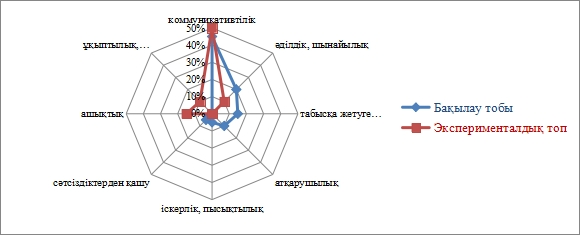 коммуникативтілік
50%
ұқыптылық,...
әділдік, шынайылық
40%
30%
20%
10%
0%
ашықтық
табысқа жетуге...
Бақылау тобы
Эксперименталдық топ
сәтсіздіктерден қашу
атқарушылық
іскерлік, пысықтылық